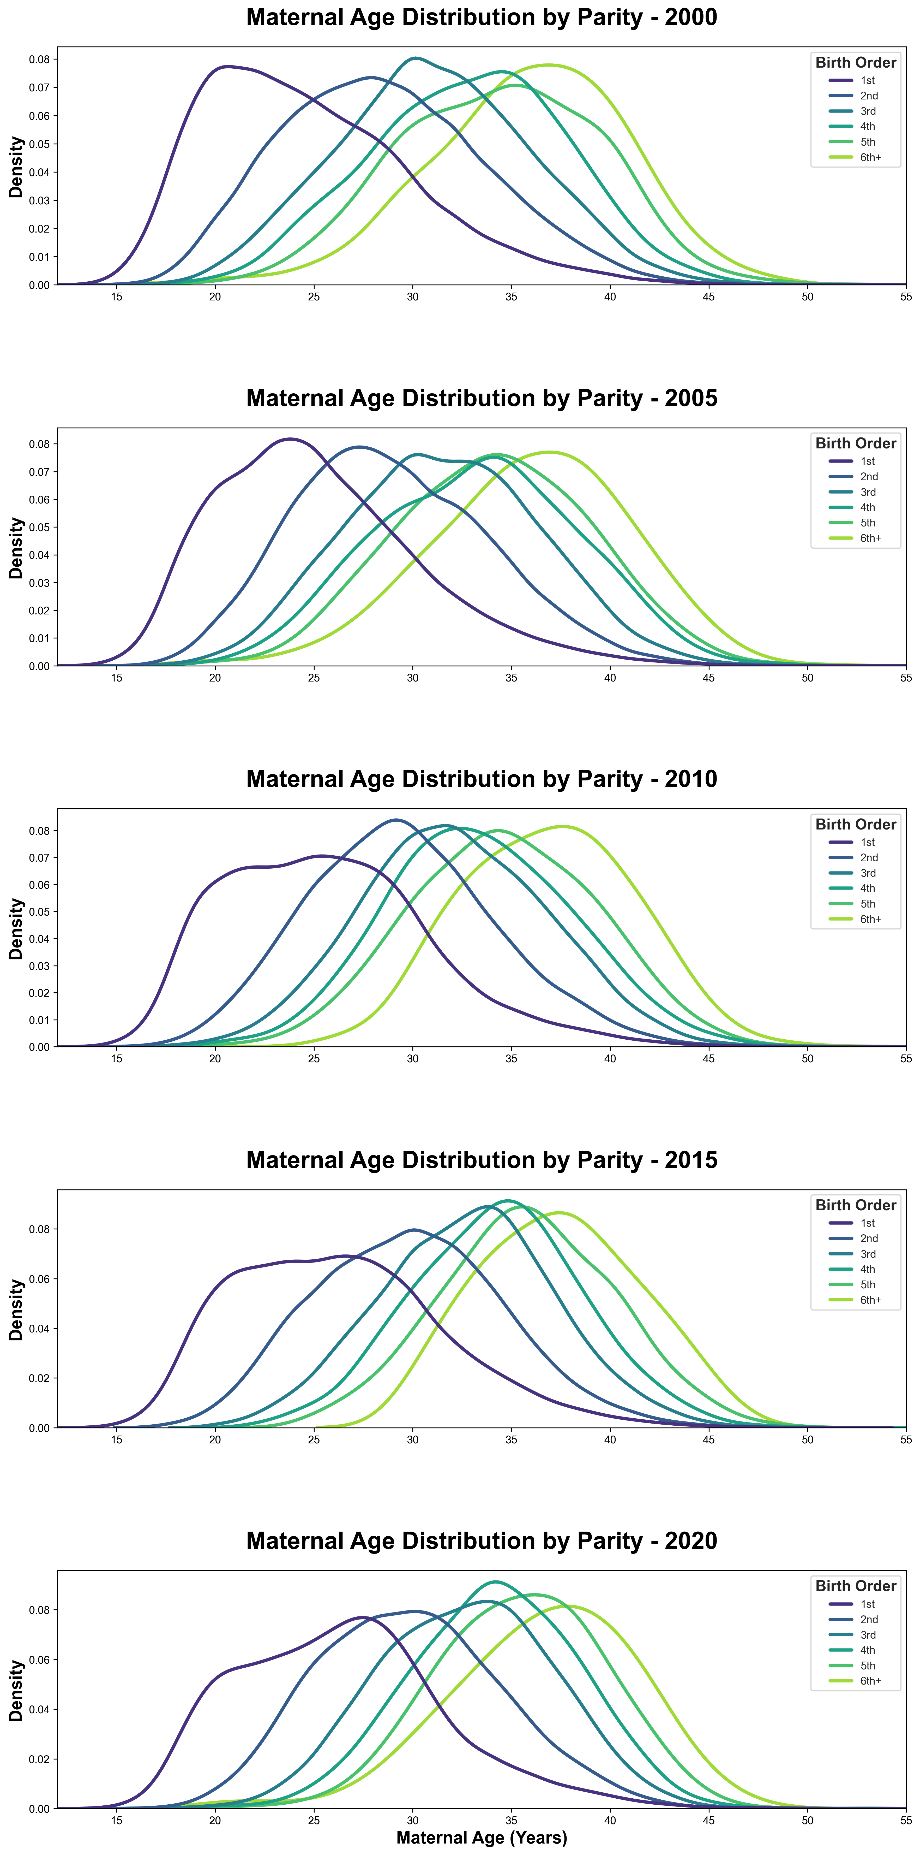 Maternal Age Distribution by Parity - 2000
Density
0.08
0.07
0.06
0.05
0.04
0.03
0.02
0.01
0.00
15 20 25 30 35 40 45 50 55
Birth Order
1st
2nd
3rd
4th
5th
6th+
Maternal Age Distribution by Parity - 2005
Density
0.08
0.07
0.06
0.05
0.04
0.03
0.02
0.01
0.00
15 20 25 30 35 40 45 50 55
Birth Order
1st
2nd
3rd
4th
5th
6th+
Maternal Age Distribution by Parity - 2010
Density
0.08
0.07
0.06
0.05
0.04
0.03
0.02
0.01
0.00
15 20 25 30 35 40 45 50 55
Birth Order
1st
2nd
3rd
4th
5th
6th+
Maternal Age Distribution by Parity - 2015
Density
0.08
0.06
0.04
0.02
0.00
15 20 25 30 35 40 45 50 55
Birth Order
1st
2nd
3rd
4th
5th
6th+
Maternal Age Distribution by Parity - 2020
Density
0.08
0.06
0.04
0.02
0.00
15 20 25 30 35 40 45 50 55
Birth Order
1st
2nd
3rd
4th
5th
6th+
Maternal Age (Years)